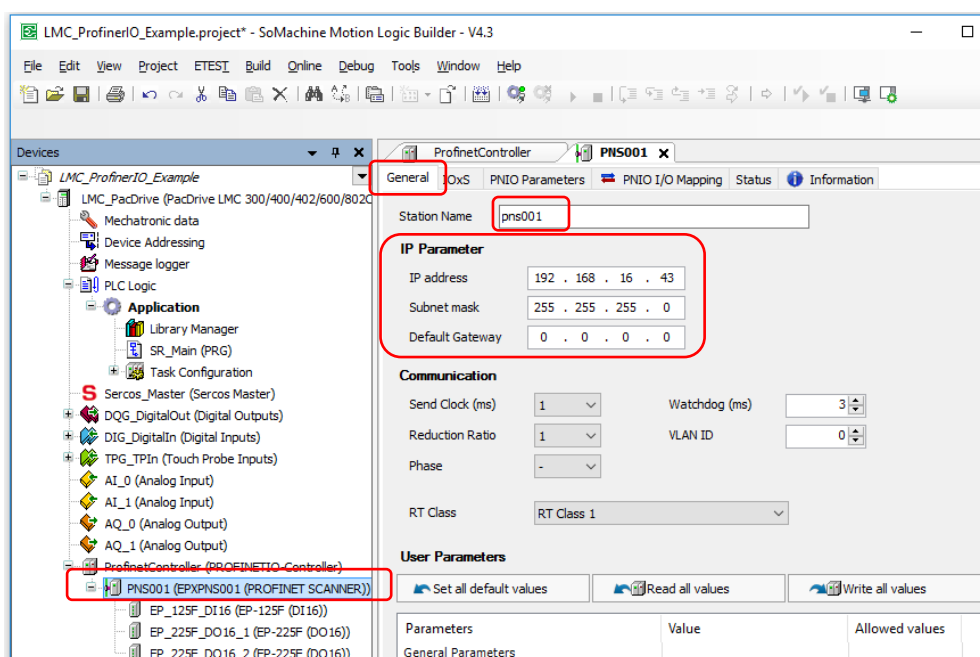 LMC_ProfinerIO_Example.project* - SoMachine Motion Logic Builder - V4.3
File Edit View Project ETEST Build Online Debug Tools Window Help
Devices
LMC_ProfinerIO_Example
LMC_PacDrive (PacDrive LMC 300/400/402/600/802C
Mechatronic data
Device Addressing
Message logger
PLC Logic
Application
Library Manager
SR_Main (PRG)
Task Configuration
S Sercos_Master (Sercos Master)
DQG_DigitalOut (Digital Outputs)
DIG_DigitalIn (Digital Inputs)
TPG_TPIn (Touch Probe Inputs)
AI_0 (Analog Input)
AI_1 (Analog Input)
AQ_0 (Analog Output)
AQ_1 (Analog Output)
ProfinetController (PROFINETIO-Controller)
PNS001 (EPXPNS001 (PROFINET SCANNER))
EP_125F_DI16 (EP-125F (DI16))
EP_225F_DO16_1 (EP-225F (DO16))
EP_225F_DO16_2 (EP-225F (DO16))
ProfinetController PNS001
General IOxS PNIO Parameters PNIO I/O Mapping Status Information
Station Name pns001
IP Parameter
IP address 192 . 168 . 16 . 43
Subnet mask 255 . 255 . 255 . 0
Default Gateway 0 . 0 . 0 . 0
Communication
Send Clock (ms) 1 Watchdog (ms) 3
Reduction Ratio 1 VLAN ID 0
Phase -
RT Class RT Class 1
User Parameters
Set all default values Read all values Write all values
Parameters Value Allowed values
General Parameters